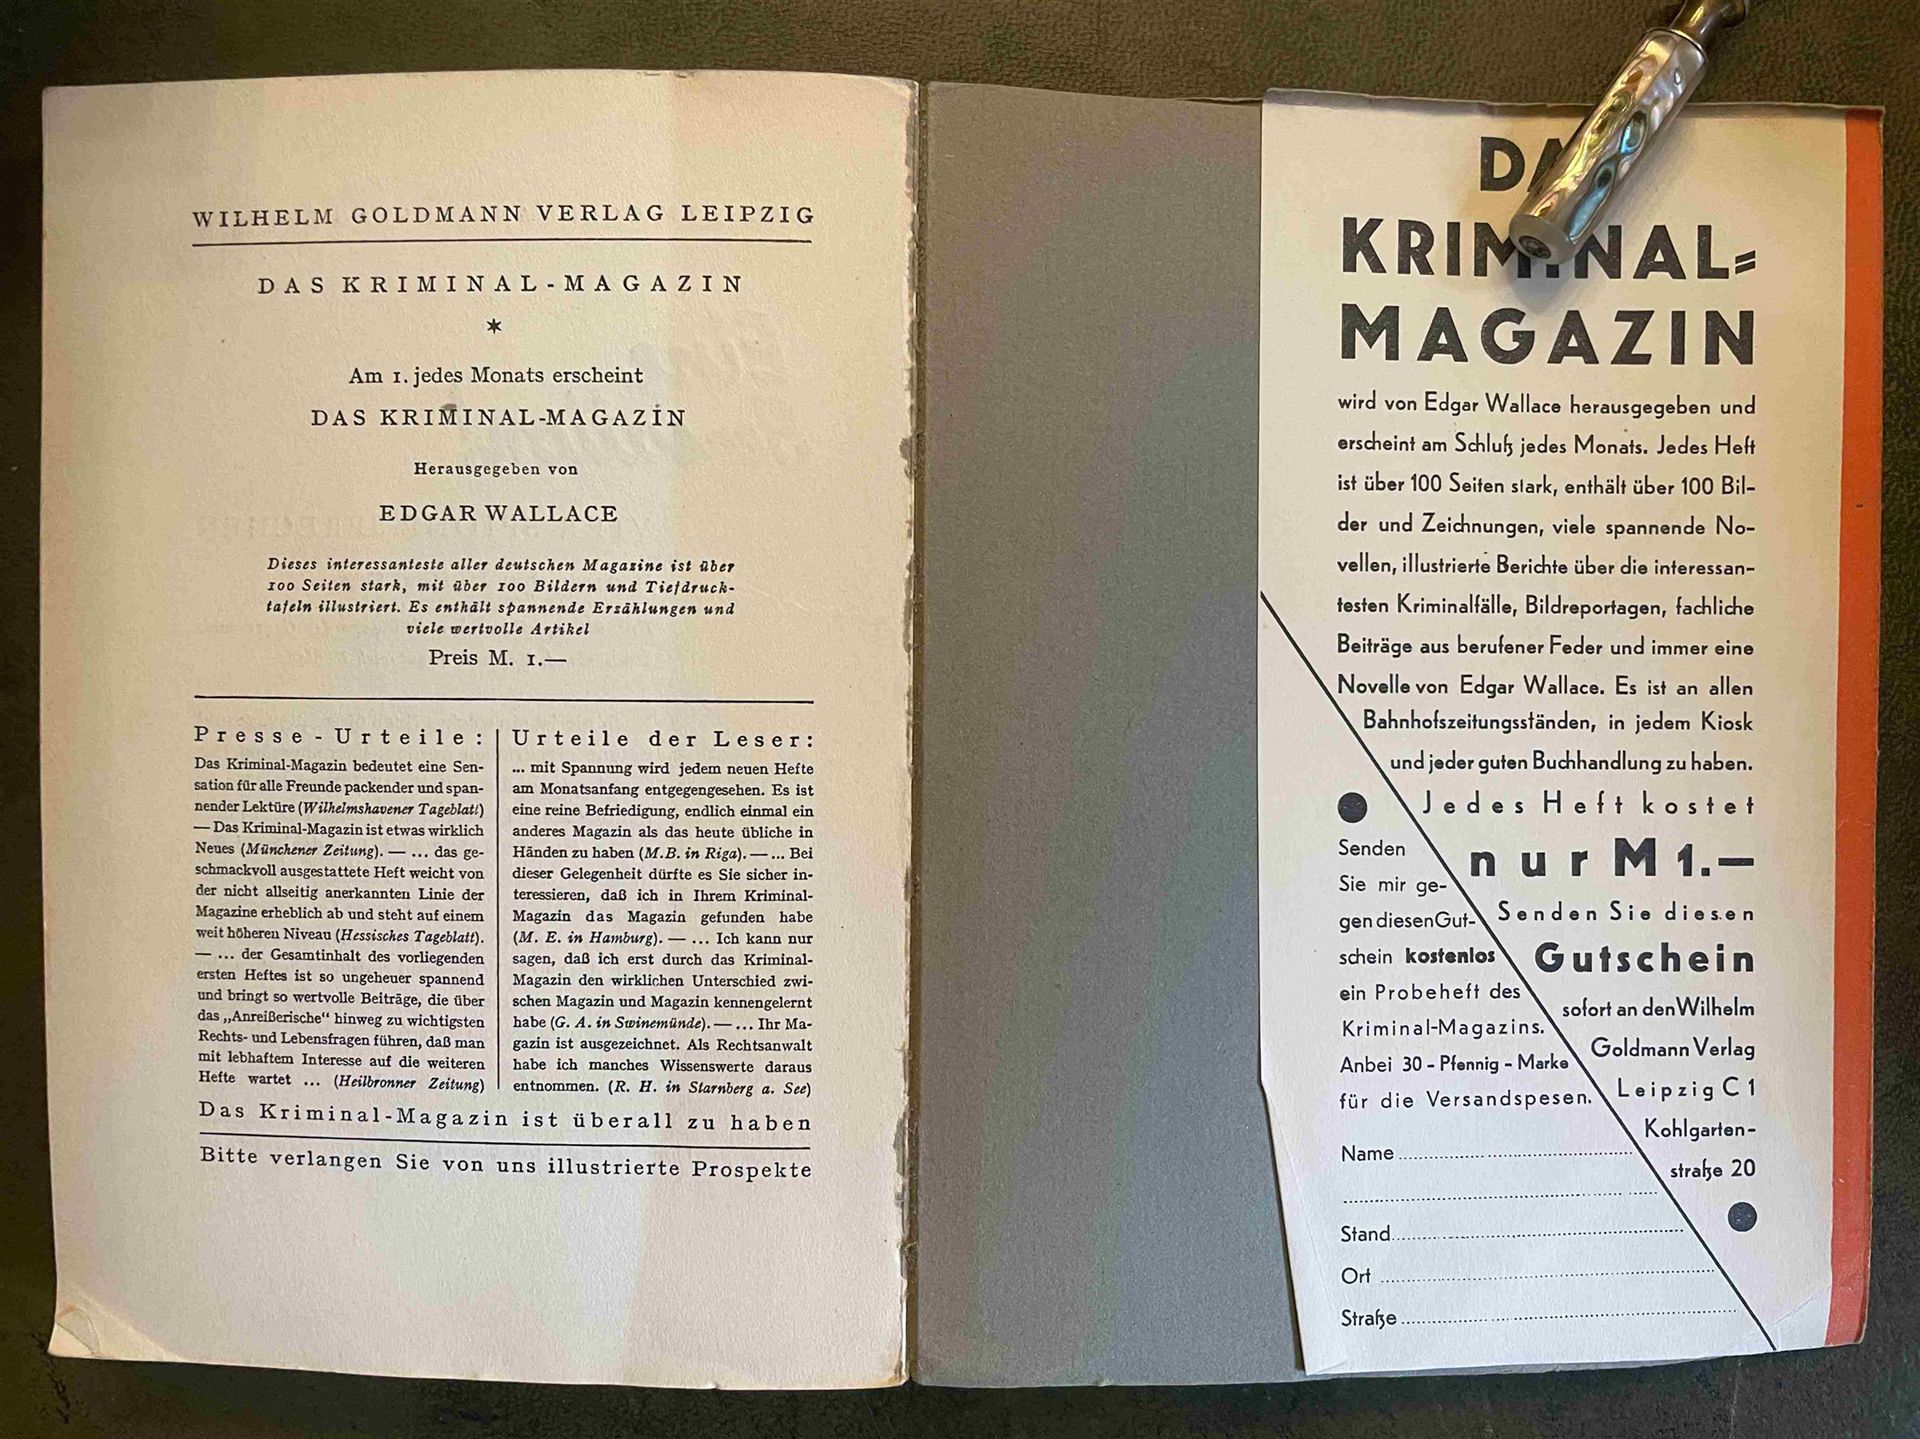 WILHELM GOLDMANN VERLAG LEIPZIG
DAS KRIMINAL-MAGAZIN
*
Am 1. jedes Monats erscheint
DAS KRIMINAL-MAGAZIN
Herausgegeben von
EDGAR WALLACE
Dieses interessanteste aller deutschen Magazine ist über
100 Seiten stark, mit über 100 Bildern und Tiefdruck-
tafeln illustriert. Es enthält spannende Erzählungen und
viele wertvolle Artikel
Preis M. 1.—
Presse-Urteile:
Das Kriminal-Magazin bedeutet eine Sen-
sation für alle Freunde packender und span-
nender Lektüre (Wilhelmshavener Tageblatt)
— Das Kriminal-Magazin ist etwas wirklich
Neues (Münchener Zeitung). — ... das ge-
schmackvoll ausgestattete Heft weicht von
der nicht allseitig anerkannten Linie der
Magazine erheblich ab und steht auf einem
weit höheren Niveau (Hessisches Tageblatt).
— ... der Gesamtinhalt des vorliegenden
ersten Heftes ist so ungeheuer spannend
und bringt so wertvolle Beiträge, die über
das „Anreißerische“ hinweg zu wichtigsten
Rechts- und Lebensfragen führen, daß man
mit lebhaftem Interesse auf die weiteren
Hefte wartet ... (Heilbronner Zeitung)
Urteile der Leser:
... mit Spannung wird jedem neuen Hefte
am Monatsanfang entgegengesehen. Es ist
eine reine Befriedigung, endlich einmal ein
anderes Magazin als das heute übliche in
Händen zu haben (M.B. in Riga). — ... Bei
dieser Gelegenheit dürfte es Sie sicher in-
teressieren, daß ich in Ihrem Kriminal-
Magazin das Magazin gefunden habe
(M. E. in Hamburg). — ... Ich kann nur
sagen, daß ich erst durch das Kriminal-
Magazin den wirklichen Unterschied zwi-
schen Magazin und Magazin kennengelernt
habe (G. A. in Swinemünde). — ... Ihr Ma-
gazin ist ausgezeichnet. Als Rechtsanwalt
habe ich manches Wissenswerte daraus
entnommen. (R. H. in Starnberg a. See)
Das Kriminal-Magazin ist überall zu haben
Bitte verlangen Sie von uns illustrierte Prospekte
KRIMINAL-
MAGAZIN
wird von Edgar Wallace herausgegeben und
erscheint am Schluß jedes Monats. Jedes Heft
ist über 100 Seiten stark, enthält über 100 Bil-
der und Zeichnungen, viele spannende No-
vellen, illustrierte Berichte über die interessan-
testen Kriminalfälle, Bildreportagen, fachliche
Beiträge aus berufener Feder und immer eine
Novelle von Edgar Wallace. Es ist an allen
Bahnhofszeitungsständen, in jedem Kiosk
und jeder guten Buchhandlung zu haben.
Jedes Heft kostet
nur M 1.—
Senden Sie diesen
Gutschein
sofort an den Wilhelm
Goldmann Verlag
Leipzig C 1
Kohlgarten-
straße 20
Senden
Sie mir ge-
gen diesen Gut-
schein kostenlos
ein Probeheft des
Kriminal-Magazins.
Anbei 30-Pfennig-Marke
für die Versandspesen.
Name
Stand
Ort
Straße